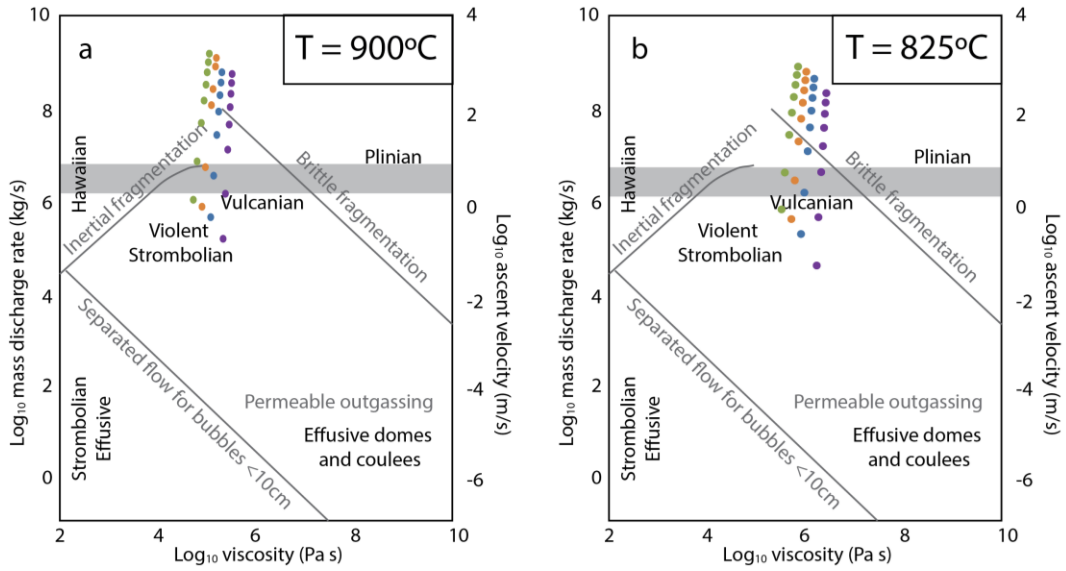 a
T = 900ºC
10
8
6
4
2
0
Log₁₀ mass discharge rate (kg/s)
4
2
0
-2
-4
-6
Log₁₀ ascent velocity (m/s)
Hawaiian
Inertial fragmentation
Plinian
Brittle fragmentation
Vulcanian
Violent
Strombolian
Separated flow for bubbles <10cm
Permeable outgassing
Strombolian
Effusive
Effusive domes
and coulees
2
4
6
8
10
Log₁₀ viscosity (Pa s)
b
T = 825ºC
10
8
6
4
2
0
Log₁₀ mass discharge rate (kg/s)
4
2
0
-2
-4
-6
Log₁₀ ascent velocity (m/s)
Hawaiian
Inertial fragmentation
Plinian
Brittle fragmentation
Vulcanian
Violent
Strombolian
Separated flow for bubbles <10cm
Permeable outgassing
Strombolian
Effusive
Effusive domes
and coulees
2
4
6
8
10
Log₁₀ viscosity (Pa s)